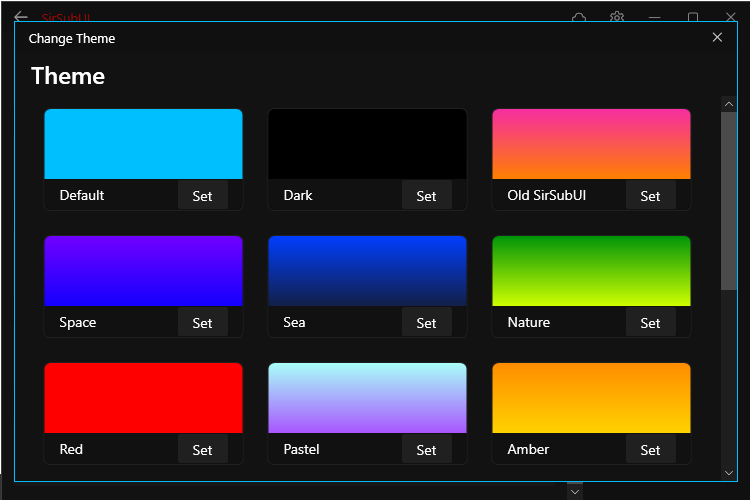 SirSubUI
Change Theme
Theme
Default Set
Dark Set
Old SirSubUI Set
Space Set
Sea Set
Nature Set
Red Set
Pastel Set
Amber Set